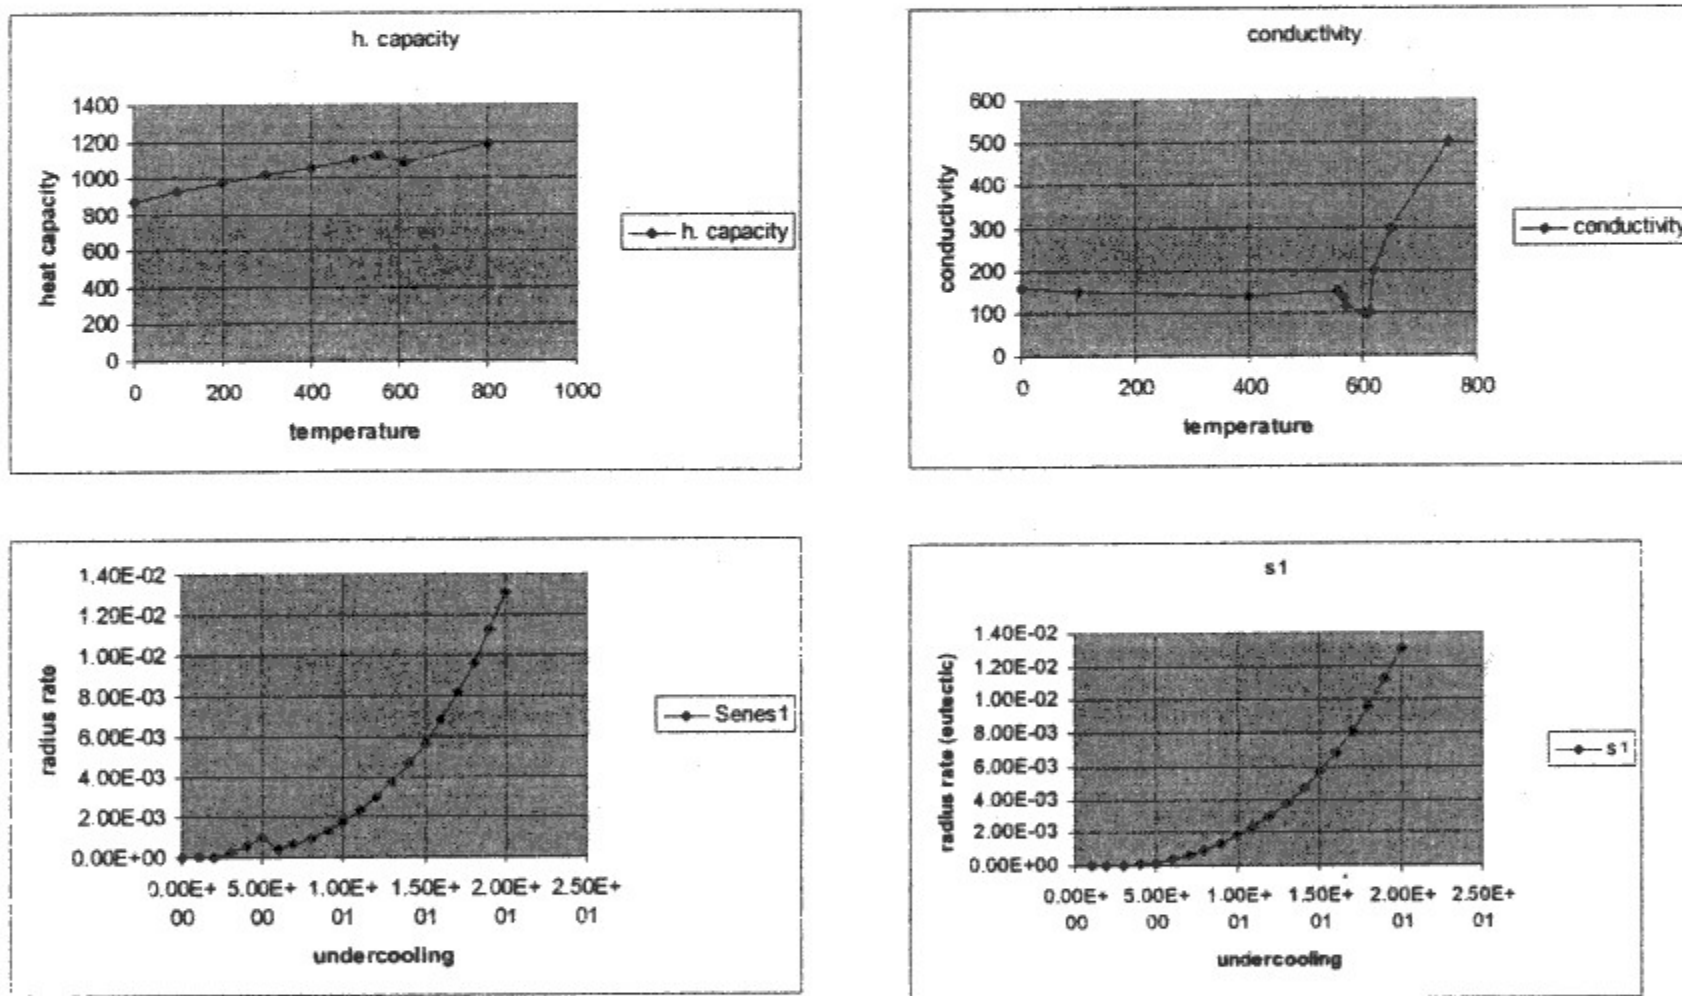 h. capacity
1400
1200
1000
800
600
400
200
0
heat capacity
0 200 400 600 800 1000
temperature
h. capacity
conductivity
600
500
400
300
200
100
0
conductivity
0 200 400 600 800
temperature
conductivity
1.40E-02
1.20E-02
1.00E-02
8.00E-03
6.00E-03
4.00E-03
2.00E-03
0.00E+00
radius rate
0.00E+ 5.00E+ 1.00E+ 1.50E+ 2.00E+ 2.50E+
00 00 01 01 01 01
undercooling
Series1
s1
1.40E-02
1.20E-02
1.00E-02
8.00E-03
6.00E-03
4.00E-03
2.00E-03
0.00E+00
radius rate (eutectic)
0.00E+ 5.00E+ 1.00E+ 1.50E+ 2.00E+ 2.50E+
00 00 01 01 01 01
undercooling
s1